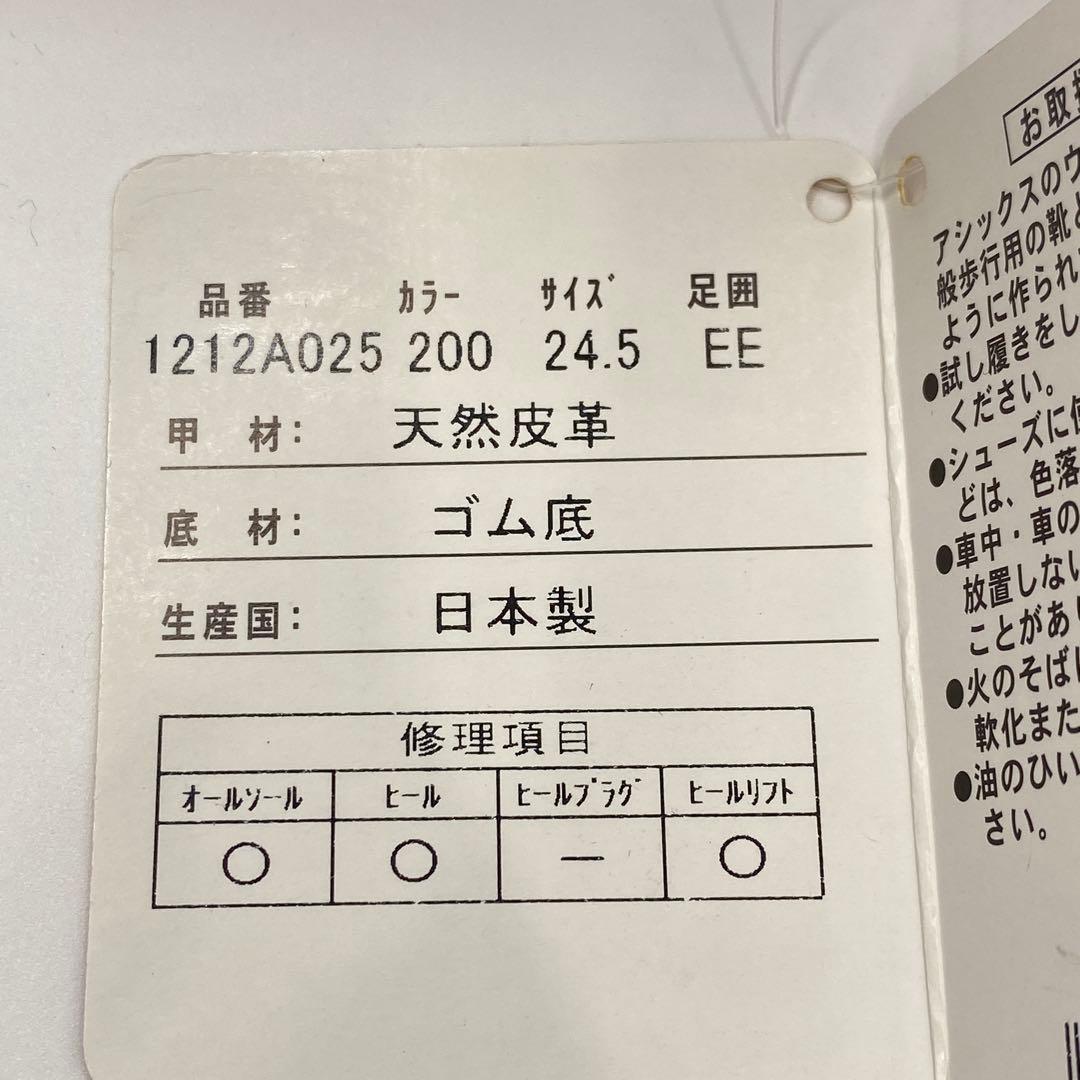 品番 ｶﾗｰ ｻｲｽﾞ 足囲
1212A025 200 24.5 EE
甲 材: 天然皮革
底 材: ゴム底
生産国: 日本製
修理項目
ｵｰﾙｿｰﾙ ﾋｰﾙ ﾋｰﾙﾌﾟﾗｸﾞ ﾋｰﾙﾘﾌﾄ
○ ○ － ○
お取
アシックスのウ
般歩行用の靴と
ように作られ
●試し履きをし
ください。
●シューズに
どは、色落
●車中・車の
放置しない
ことがあ
●火のそば
軟化また
●油のひい
さい。